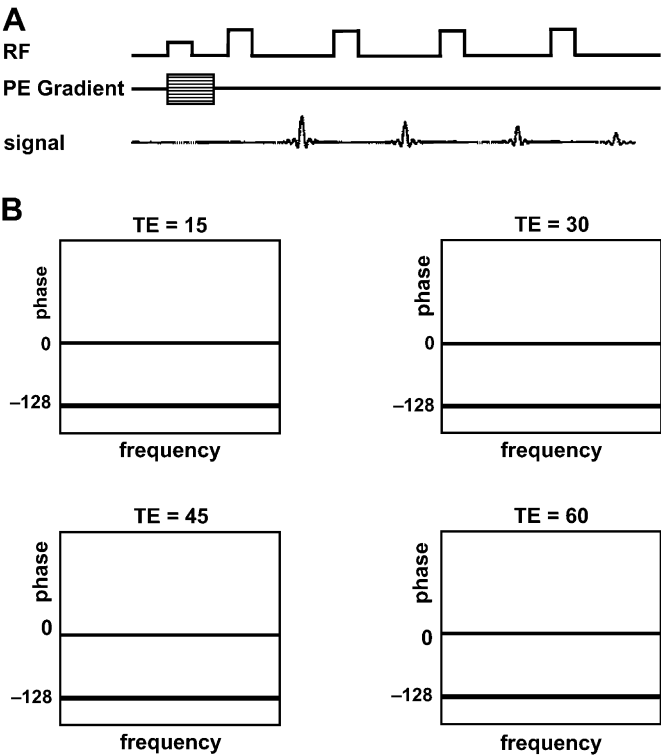 A
RF
PE Gradient
signal
B
TE = 15
phase
0
–128
frequency
TE = 30
phase
0
–128
frequency
TE = 45
phase
0
–128
frequency
TE = 60
phase
0
–128
frequency